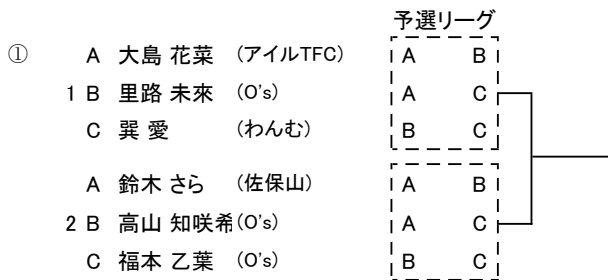 予選リーグ
① A 大島 花菜 (アイルTFC) A B
1 B 里路 未來 (O's) A C
C 巽 愛 (わんむ) B C
A 鈴木 さら (佐保山) A B
2 B 高山 知咲希 (O's) A C
C 福本 乙葉 (O's) B C